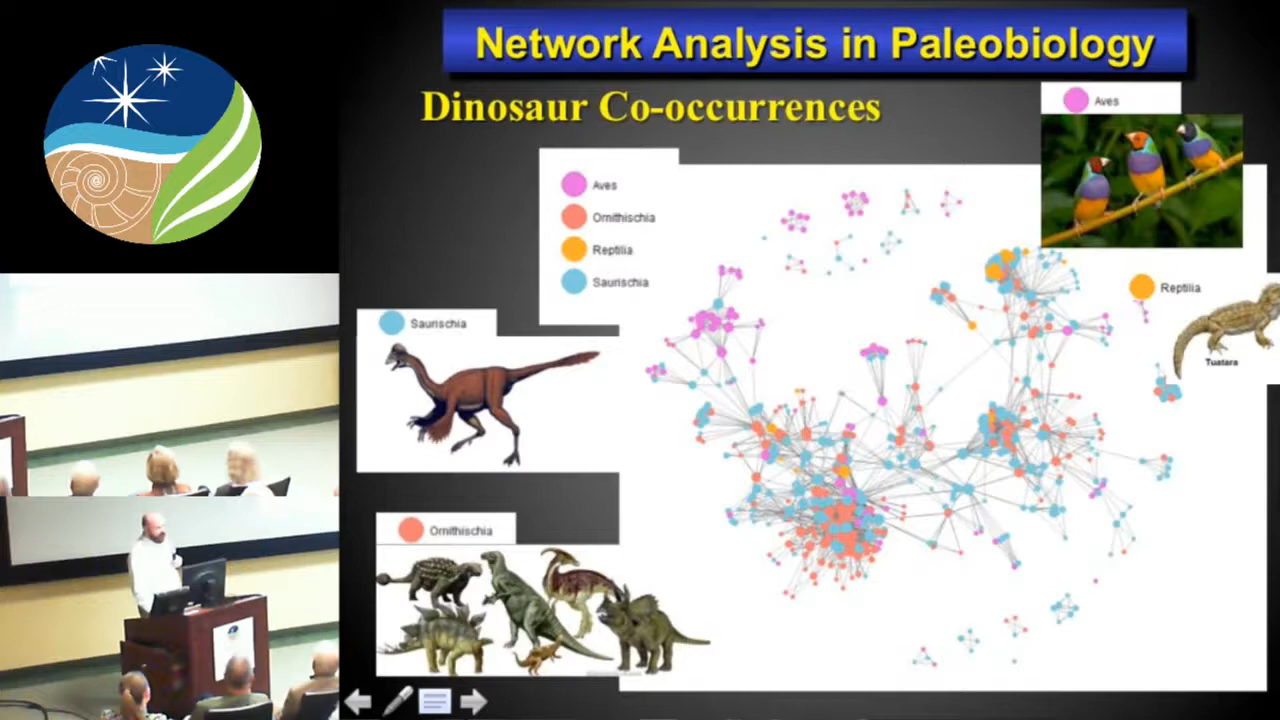 Network Analysis in Paleobiology
Dinosaur Co-occurrences
Aves
Aves
Ornithischia
Reptilia
Saurischia
Reptilia
Tuatara
Saurischia
Ornithischia